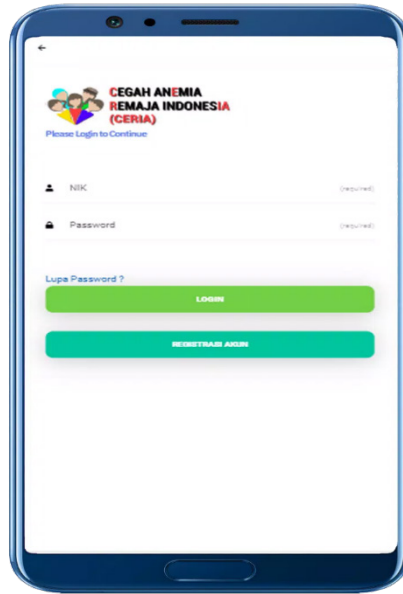 CEGAH ANEMIA
REMAJA INDONESIA
(CERIA)
Please Login to Continue
NIK (required)
Password (required)
Lupa Password ?
LOGIN
REGISTRASI AKUN